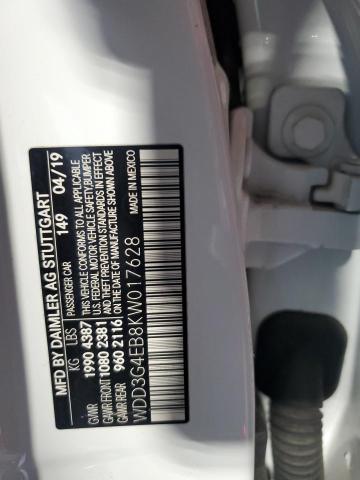 MFD BY DAIMLER AG STUTTGART
KG LBS PASSENGER CAR 149 04/19
GVWR 1990 4387 THIS VEHICLE CONFORMS TO ALL APPLICABLE
GAWR FRONT 1080 2381 U.S. FEDERAL MOTOR VEHICLE SAFETY,BUMPER
GAWR REAR 960 2116 AND THEFT PREVENTION STANDARDS IN EFFECT
ON THE DATE OF MANUFACTURE SHOWN ABOVE
WDD3G4EB8KW017628 MADE IN MEXICO